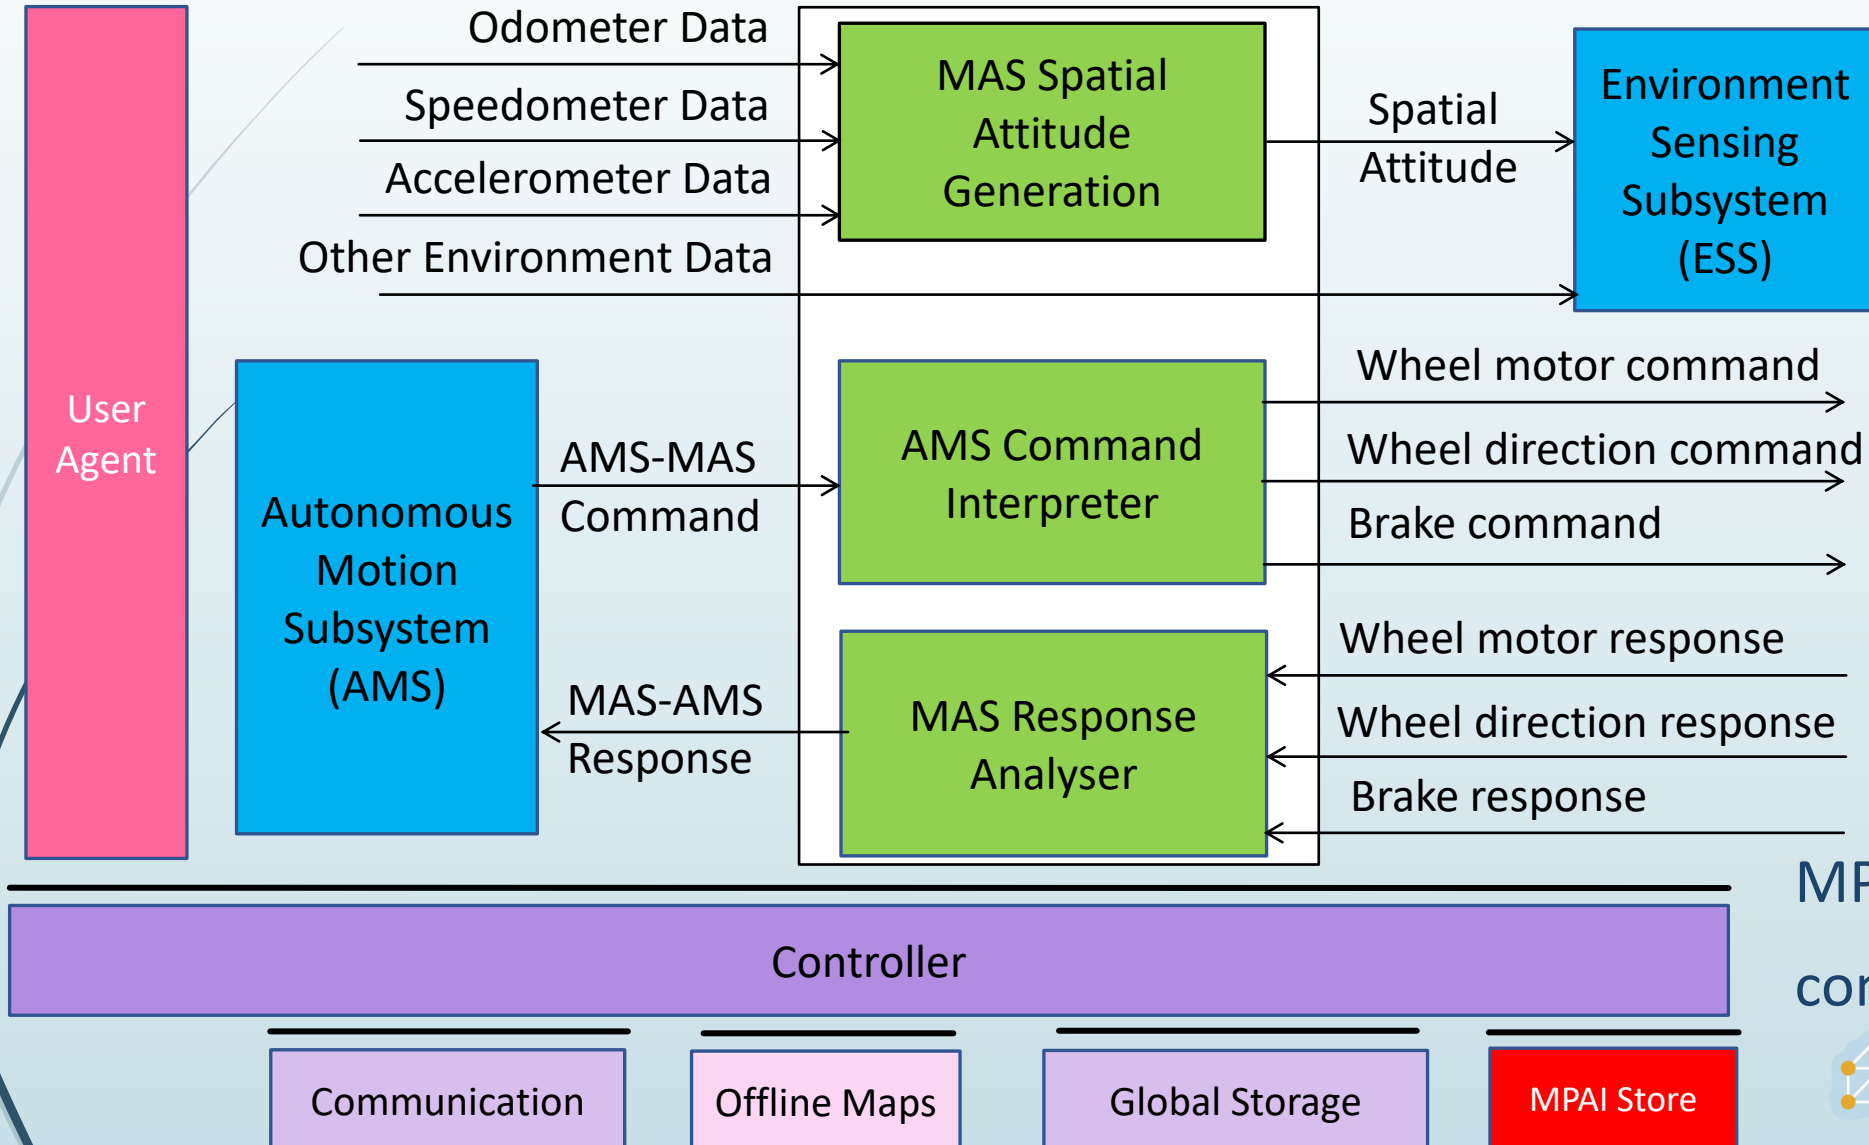 Odometer Data
Speedometer Data
Accelerometer Data
Other Environment Data
MAS Spatial
Attitude
Generation
Spatial
Attitude
Environment
Sensing
Subsystem
(ESS)
User
Agent
Autonomous
Motion
Subsystem
(AMS)
AMS-MAS
Command
AMS Command
Interpreter
Wheel motor command
Wheel direction command
Brake command
MAS-AMS
Response
MAS Response
Analyser
Wheel motor response
Wheel direction response
Brake response
Controller
Communication
Offline Maps
Global Storage
MPAI Store